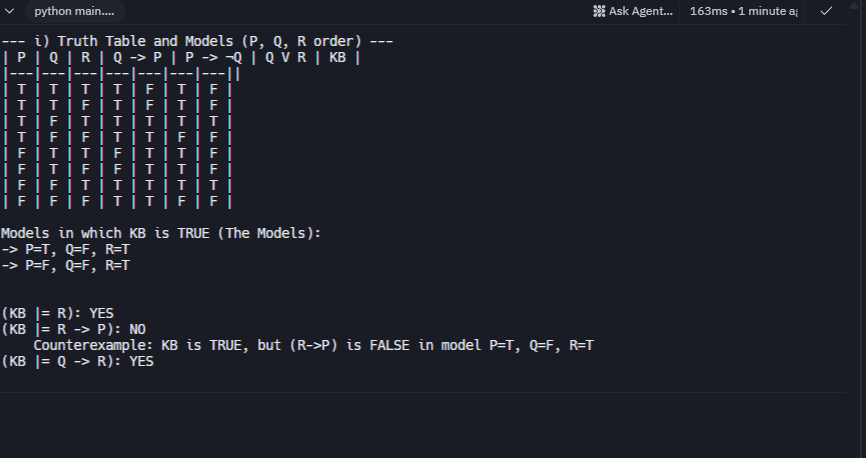 python main....
Ask Agent...
163ms • 1 minute a
--- i) Truth Table and Models (P, Q, R order) ---
| P | Q | R | Q -> P | P -> ¬Q | Q V R | KB |
|---|---|---|---|---|---|---||
| T | T | T | T | F | T | F |
| T | T | F | T | F | T | F |
| T | F | T | T | T | T | T |
| T | F | F | T | T | F | F |
| F | T | T | F | T | T | F |
| F | T | F | F | T | T | F |
| F | F | T | T | T | T | T |
| F | F | F | T | T | F | F |
Models in which KB is TRUE (The Models):
-> P=T, Q=F, R=T
-> P=F, Q=F, R=T
(KB |= R): YES
(KB |= R -> P): NO
Counterexample: KB is TRUE, but (R->P) is FALSE in model P=T, Q=F, R=T
(KB |= Q -> R): YES